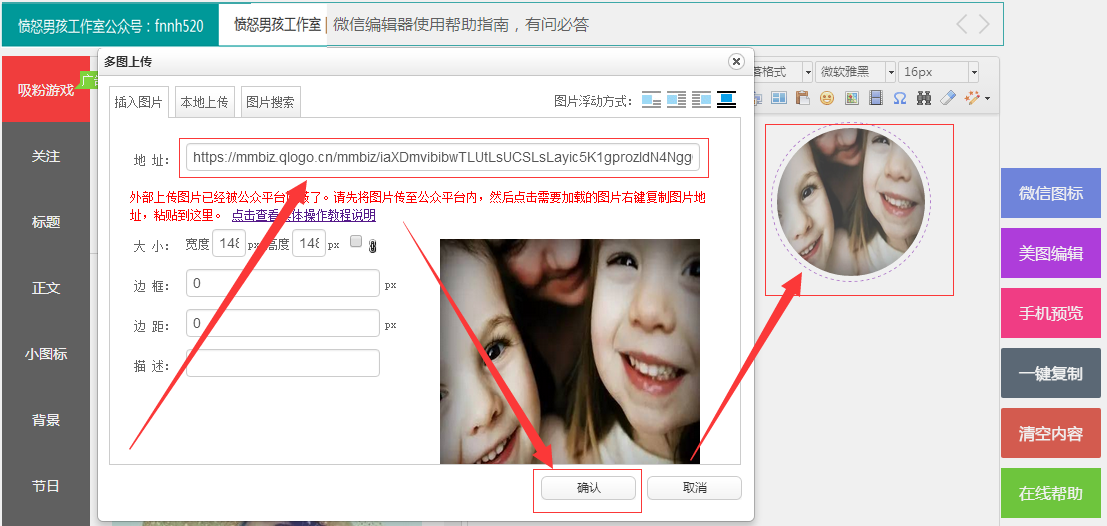 愤怒男孩工作室公众号：fnnh520
愤怒男孩工作室 | 微信编辑器使用帮助指南，有问必答
多图上传
吸粉游戏
关注
标题
正文
小图标
背景
节日
插入图片
本地上传
图片搜索
图片浮动方式：
落格式
微软雅黑
16px
地 址：
https://mmbiz.qlogo.cn/mmbiz/iaXDmvibibwTLUtLsUCSLsLayic5K1gprozldN4Ngg
外部上传图片已经被公众平台 了。请先将图片传至公众平台内，然后点击需要加载的图片右键复制图片地
址，粘贴到这里。 点击查看 体操作教程说明
大 小： 宽度 148 px 高度 148 px
边 框： 0 px
边 距： 0 px
描 述：
确认
取消
微信图标
美图编辑
手机预览
一键复制
清空内容
在线帮助